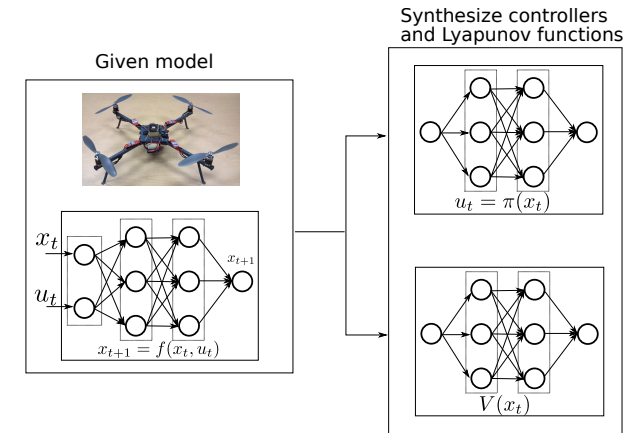 Given model
x_t
u_t
x_{t+1}
x_{t+1} = f(x_t, u_t)
Synthesize controllers
and Lyapunov functions
u_t = π(x_t)
V(x_t)